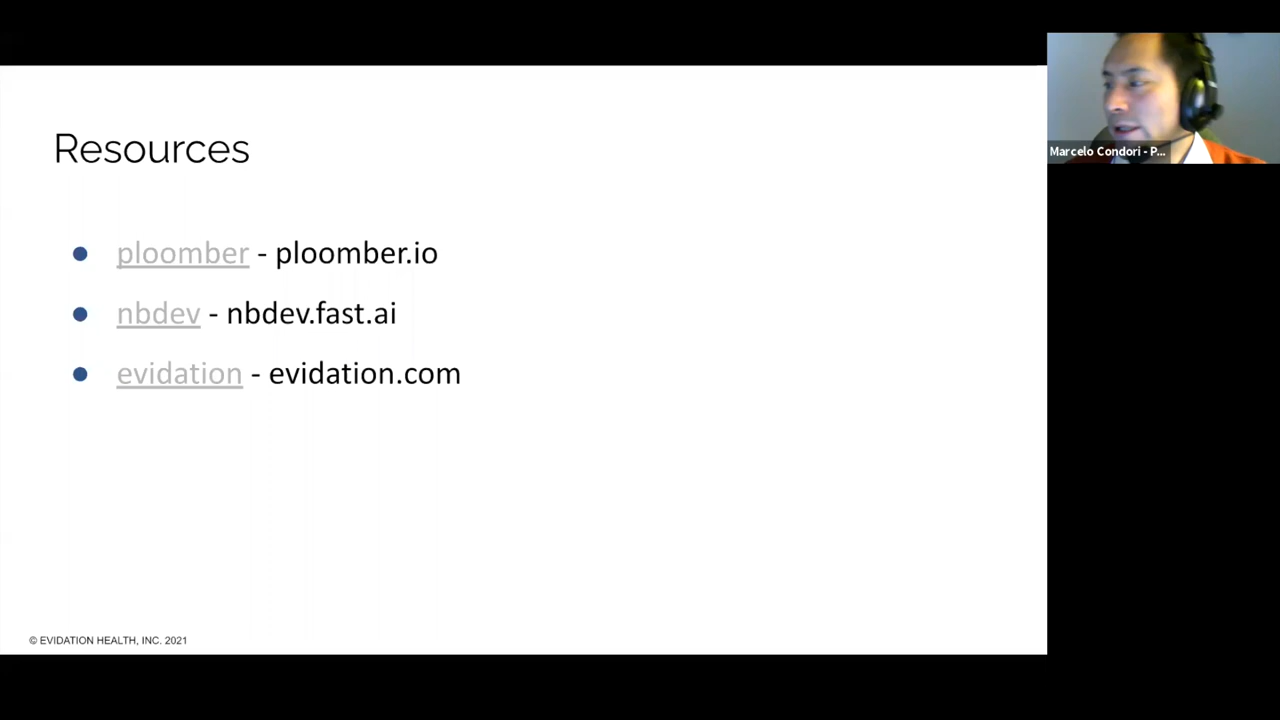 Resources
● ploomber - ploomber.io
● nbdev - nbdev.fast.ai
● evidation - evidation.com
© EVIDATION HEALTH, INC. 2021
Marcelo Condori - P...